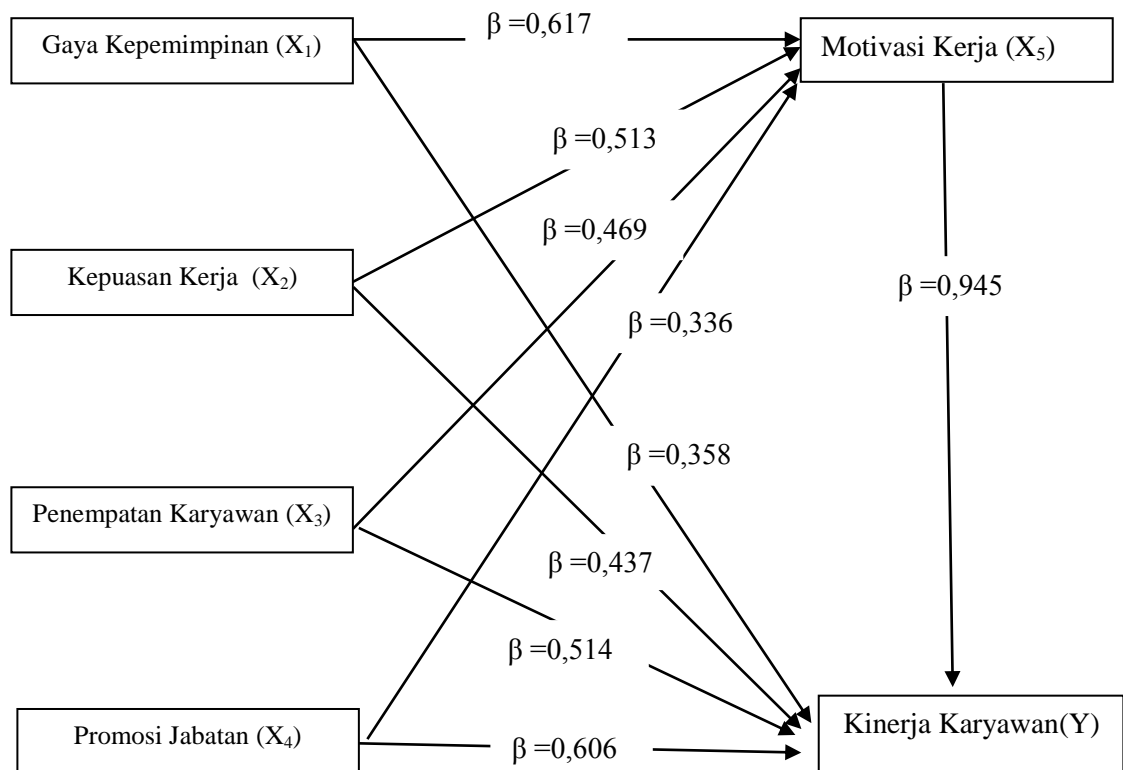 β =0,617
Gaya Kepemimpinan (X₁)
Motivasi Kerja (X₅)
β =0,513
β =0,469
Kepuasan Kerja (X₂)
β =0,945
β =0,336
β =0,358
Penempatan Karyawan (X₃)
β =0,437
β =0,514
Kinerja Karyawan(Y)
Promosi Jabatan (X₄)
β =0,606